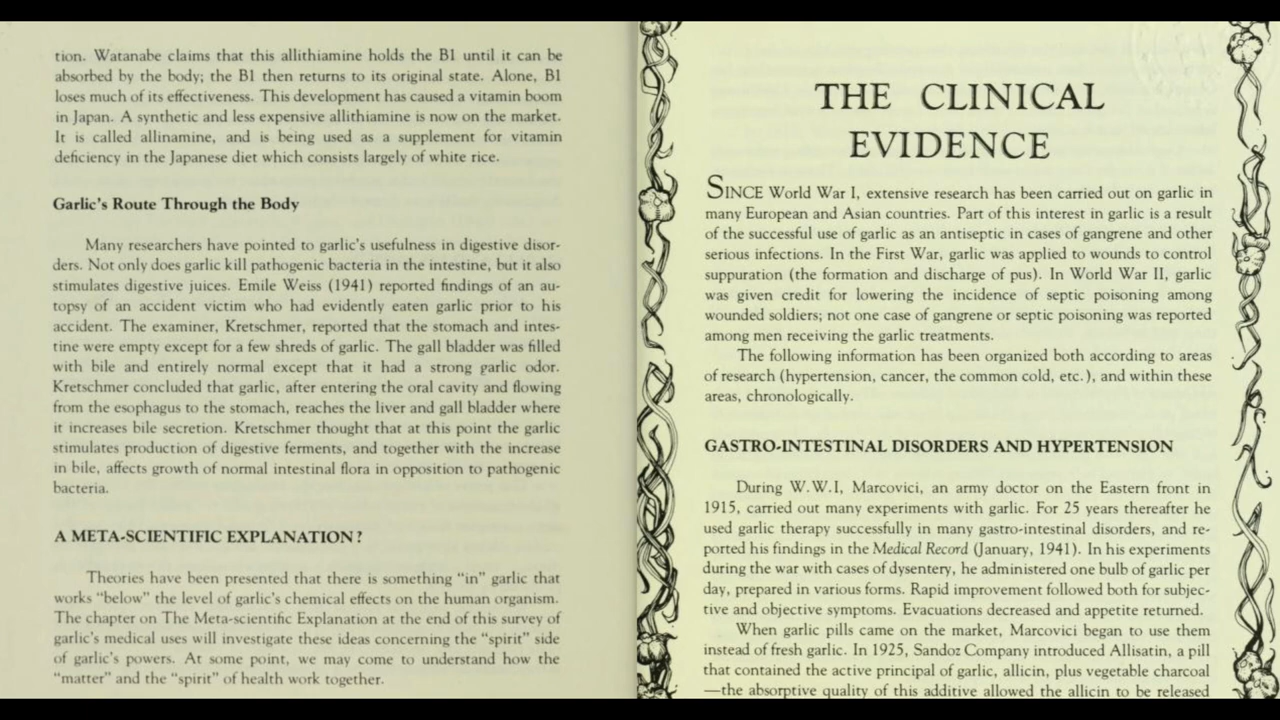 tion. Watanabe claims that this allithiamine holds the B1 until it can be
absorbed by the body; the B1 then returns to its original state. Alone, B1
loses much of its effectiveness. This development has caused a vitamin boom
in Japan. A synthetic and less expensive allithiamine is now on the market.
It is called allinamine, and is being used as a supplement for vitamin
deficiency in the Japanese diet which consists largely of white rice.
Garlic's Route Through the Body
Many researchers have pointed to garlic's usefulness in digestive disor-
ders. Not only does garlic kill pathogenic bacteria in the intestine, but it also
stimulates digestive juices. Emile Weiss (1941) reported findings of an au-
topsy of an accident victim who had evidently eaten garlic prior to his
accident. The examiner, Kretschmer, reported that the stomach and intes-
tine were empty except for a few shreds of garlic. The gall bladder was filled
with bile and entirely normal except that it had a strong garlic odor.
Kretschmer concluded that garlic, after entering the oral cavity and flowing
from the esophagus to the stomach, reaches the liver and gall bladder where
it increases bile secretion. Kretschmer thought that at this point the garlic
stimulates production of digestive ferments, and together with the increase
in bile, affects growth of normal intestinal flora in opposition to pathogenic
bacteria.
A META-SCIENTIFIC EXPLANATION?
Theories have been presented that there is something "in" garlic that
works "below" the level of garlic's chemical effects on the human organism.
The chapter on The Meta-scientific Explanation at the end of this survey of
garlic's medical uses will investigate these ideas concerning the "spirit" side
of garlic's powers. At some point, we may come to understand how the
"matter" and the "spirit" of health work together.
THE CLINICAL
EVIDENCE
SINCE World War I, extensive research has been carried out on garlic in
many European and Asian countries. Part of this interest in garlic is a result
of the successful use of garlic as an antiseptic in cases of gangrene and other
serious infections. In the First War, garlic was applied to wounds to control
suppuration (the formation and discharge of pus). In World War II, garlic
was given credit for lowering the incidence of septic poisoning among
wounded soldiers; not one case of gangrene or septic poisoning was reported
among men receiving the garlic treatments.
The following information has been organized both according to areas
of research (hypertension, cancer, the common cold, etc.), and within these
areas, chronologically.
GASTRO-INTESTINAL DISORDERS AND HYPERTENSION
During W.W.I, Marcovici, an army doctor on the Eastern front in
1915, carried out many experiments with garlic. For 25 years thereafter he
used garlic therapy successfully in many gastro-intestinal disorders, and re-
ported his findings in the Medical Record (January, 1941). In his experiments
during the war with cases of dysentery, he administered one bulb of garlic per
day, prepared in various forms. Rapid improvement followed both for subjec-
tive and objective symptoms. Evacuations decreased and appetite returned.
When garlic pills came on the market, Marcovici began to use them
instead of fresh garlic. In 1925, Sandoz Company introduced Allisatin, a pill
that contained the active principal of garlic, allicin, plus vegetable charcoal
—the absorptive quality of this additive allowed the allicin to be released